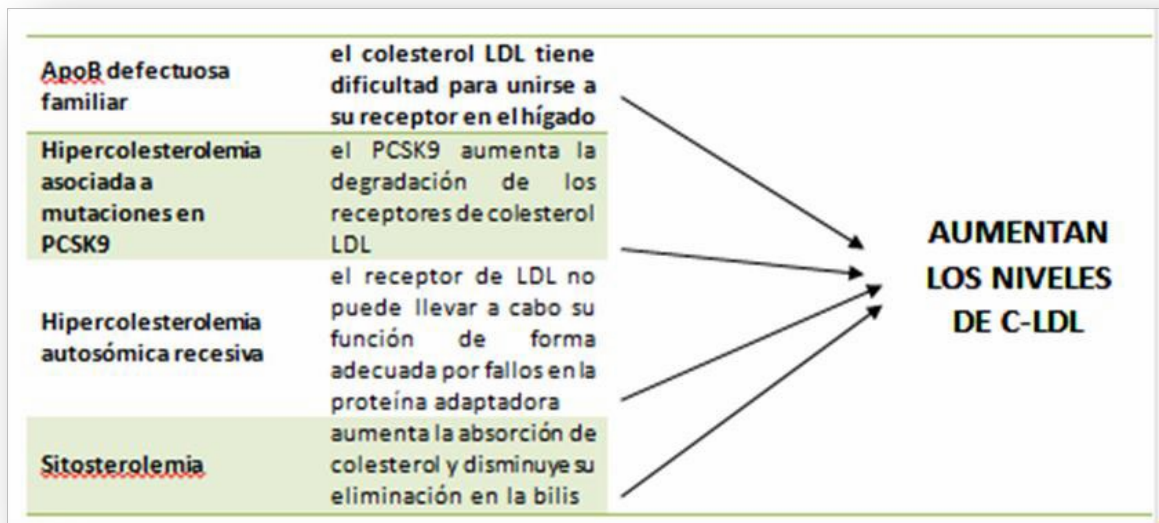 ApoB defectuosa
familiar
el colesterol LDL tiene
dificultad para unirse a
su receptor en el hígado
Hipercolesterolemia
asociada a
mutaciones en
PCSK9
el PCSK9 aumenta la
degradación de los
receptores de colesterol
LDL
Hipercolesterolemia
autosómica recesiva
el receptor de LDL no
puede llevar a cabo su
función de forma
adecuada por fallos en la
proteína adaptadora
Sitosterolemia
aumenta la absorción de
colesterol y disminuye su
eliminación en la bilis
AUMENTAN
LOS NIVELES
DE C-LDL